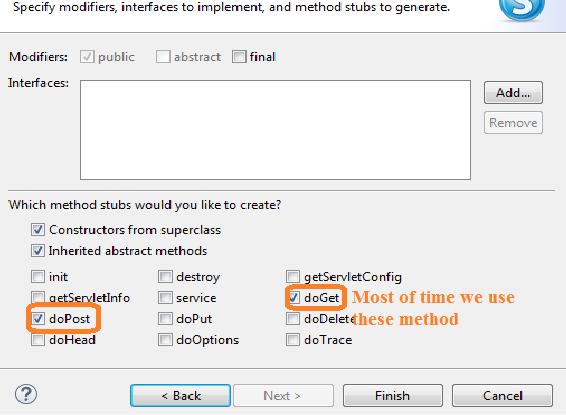 Specify modifiers, interfaces to implement, and method stubs to generate.
Modifiers: public abstract final
Interfaces:
Add...
Remove
Which method stubs would you like to create?
Constructors from superclass
Inherited abstract methods
init destroy getServletConfig
getServletInfo service doGet Most of time we use
doPost doPut doDelete these method
doHead doOptions doTrace
? < Back Next > Finish Cancel